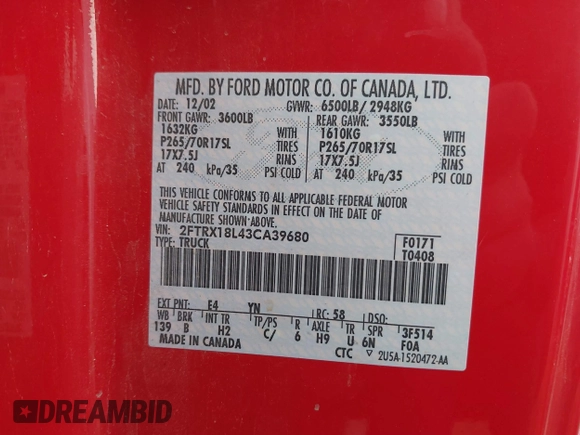 MFD. BY FORD MOTOR CO. OF CANADA, LTD.
DATE: 12/02 GVWR: 6500LB/ 2948KG
FRONT GAWR: 3600LB REAR GAWR: 3550LB
1632KG WITH 1610KG WITH
P265/70R17SL TIRES P265/70R17SL TIRES
17X7.5J RIMS 17X7.5J RIMS
AT 240 kPa/35 PSI COLD AT 240 kPa/35 PSI COLD
THIS VEHICLE CONFORMS TO ALL APPLICABLE FEDERAL MOTOR
VEHICLE SAFETY STANDARDS IN EFFECT ON THE DATE OF
MANUFACTURE SHOWN ABOVE.
VIN: 2FTRX18L43CA39680 F0171
TYPE: TRUCK T0408
EXT PNT: E4 YN RC: 58 DSO:
WB BRK INT TR TP/PS R AXLE TR SPR 3F514
139 B H2 C/ 6 H9 U 6N F0A
MADE IN CANADA CTC 2U5A-1520472-AA
DREAMBID